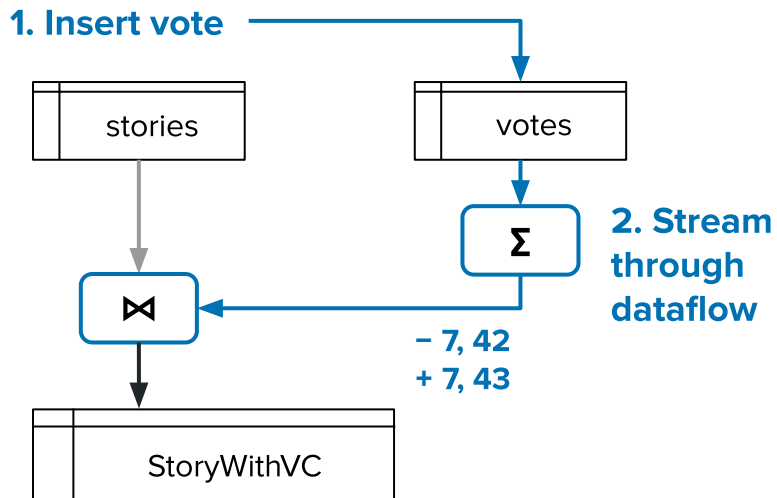 1. Insert vote
stories
votes
Σ
2. Stream
through
dataflow
⋈
− 7, 42
+ 7, 43
StoryWithVC